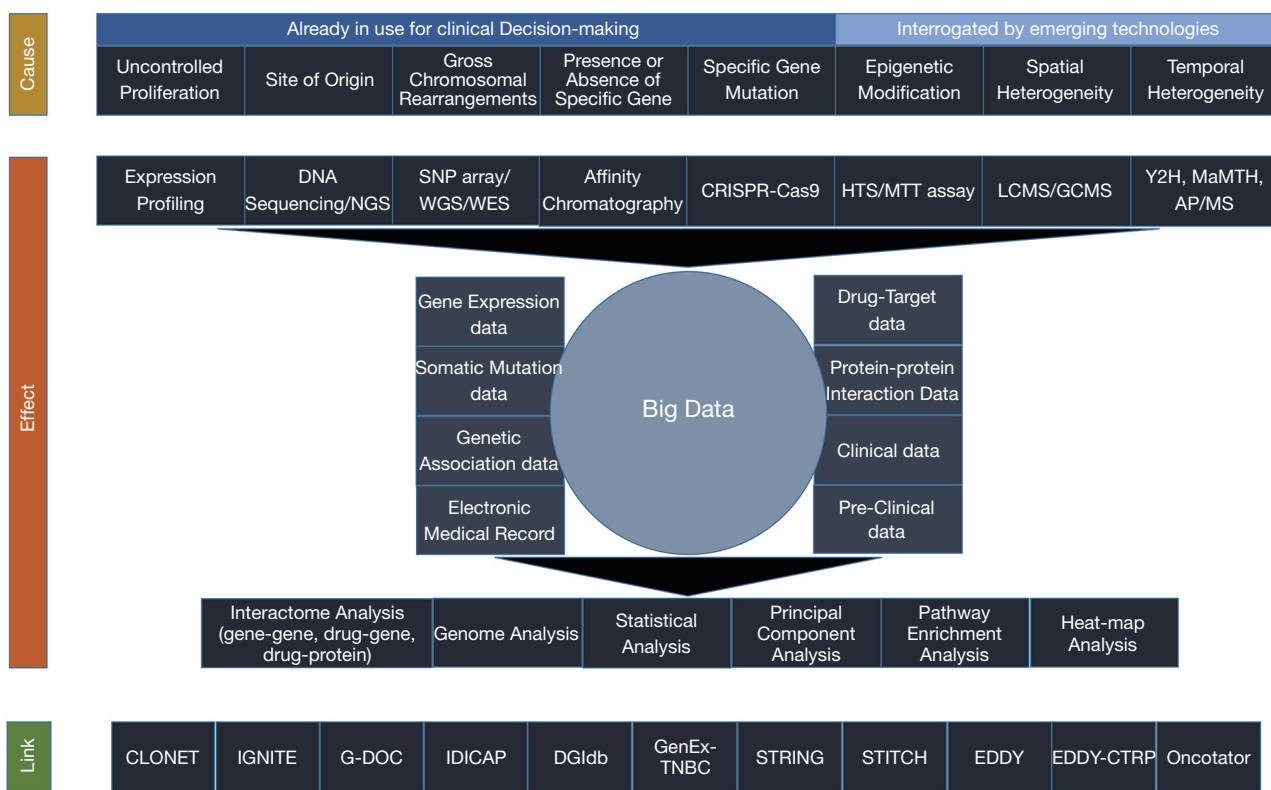 Cause
Already in use for clinical Decision-making
Interrogated by emerging technologies
Uncontrolled
Proliferation
Site of Origin
Gross
Chromosomal
Rearrangements
Presence or
Absence of
Specific Gene
Specific Gene
Mutation
Epigenetic
Modification
Spatial
Heterogeneity
Temporal
Heterogeneity
Effect
Expression
Profiling
DNA
Sequencing/NGS
SNP array/
WGS/WES
Affinity
Chromatography
CRISPR-Cas9
HTS/MTT assay
LCMS/GCMS
Y2H, MaMTH,
AP/MS
Gene Expression
data
Somatic Mutation
data
Genetic
Association data
Electronic
Medical Record
Big Data
Drug-Target
data
Protein-protein
Interaction Data
Clinical data
Pre-Clinical
data
Interactome Analysis
(gene-gene, drug-gene,
drug-protein)
Genome Analysis
Statistical
Analysis
Principal
Component
Analysis
Pathway
Enrichment
Analysis
Heat-map
Analysis
Link
CLONET
IGNITE
G-DOC
IDICAP
DGIdb
GenEx-
TNBC
STRING
STITCH
EDDY
EDDY-CTRP
Oncotator